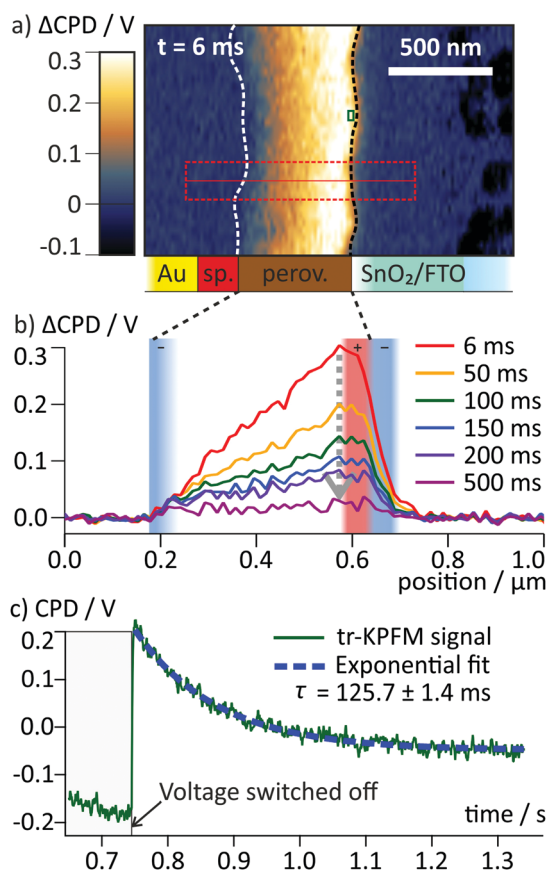 a) ΔCPD / V
0.3
0.2
0.1
0
-0.1
t = 6 ms
500 nm
Au
sp.
perov.
SnO₂/FTO
b) ΔCPD / V
0.3
0.2
0.1
0.0
-
+
-
6 ms
50 ms
100 ms
150 ms
200 ms
500 ms
0.0 0.2 0.4 0.6 0.8 1.0
position / μm
c) CPD / V
0.2
0.1
0.0
-0.1
-0.2
tr-KPFM signal
Exponential fit
τ = 125.7 ± 1.4 ms
Voltage switched off
time / s
0.7 0.8 0.9 1.0 1.1 1.2 1.3